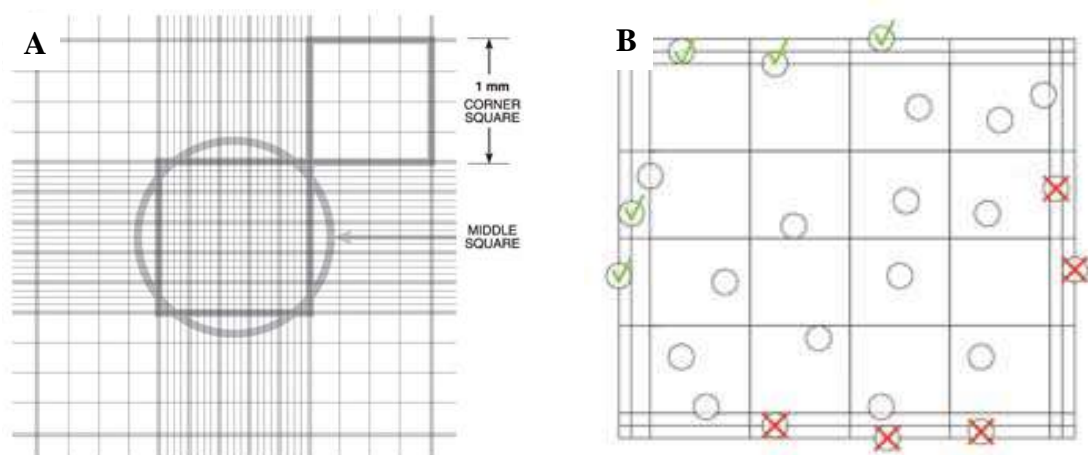 A
1 mm
CORNER
SQUARE
MIDDLE
SQUARE
B